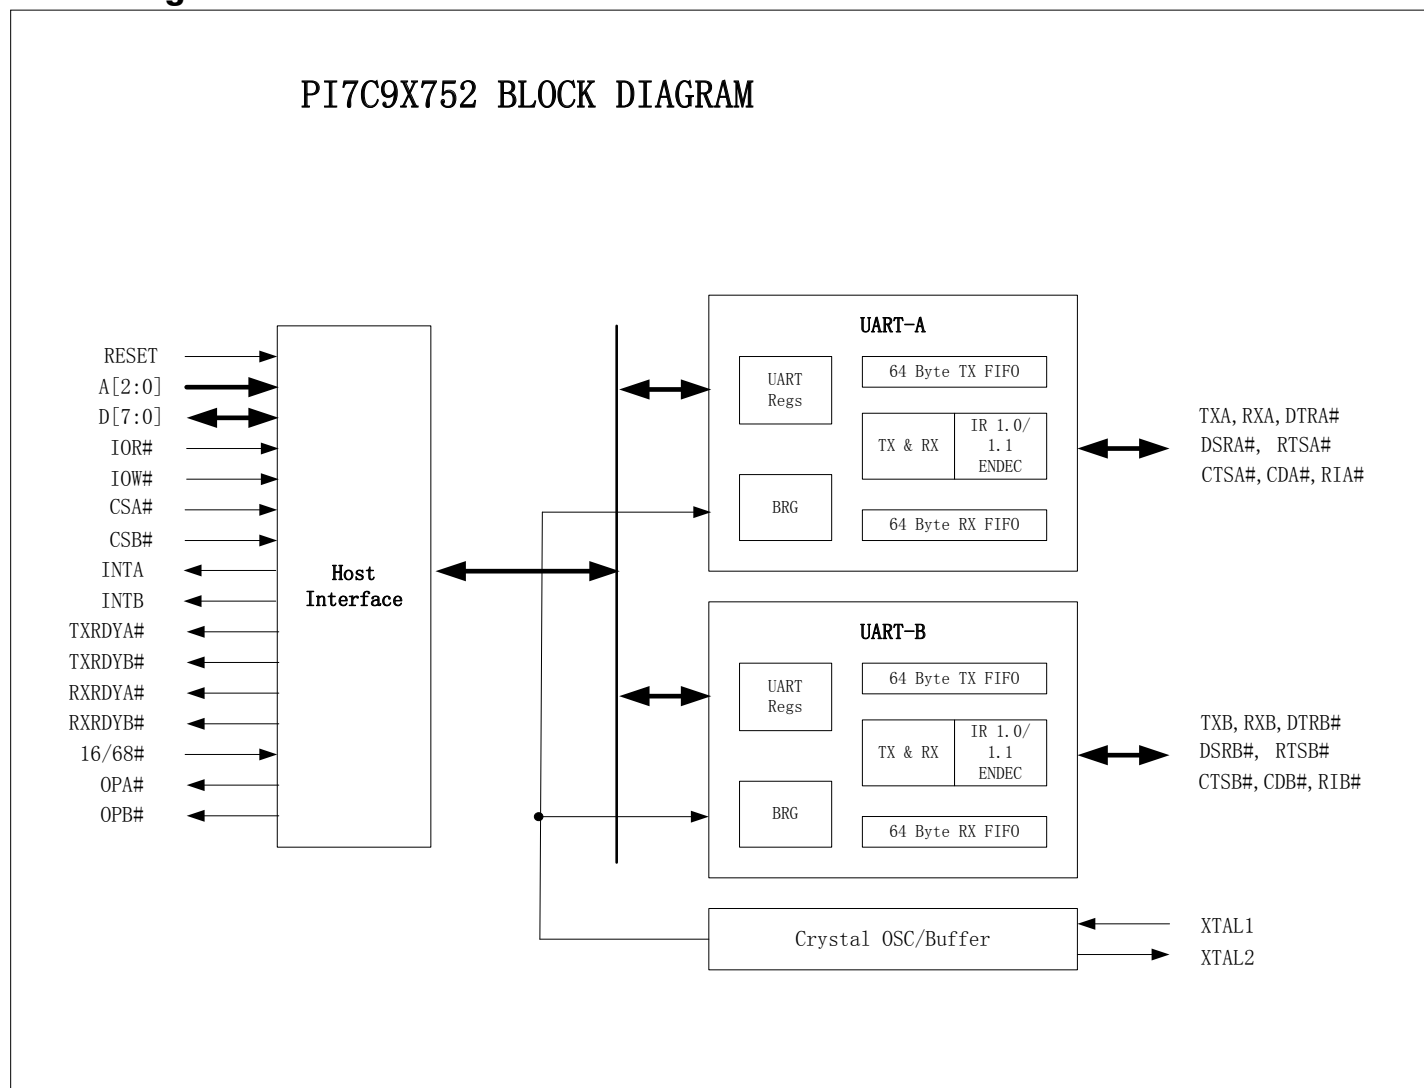 PI7C9X752 BLOCK DIAGRAM
RESET
A[2:0]
D[7:0]
IOR#
IOW#
CSA#
CSB#
INTA
INTB
TXRDYA#
TXRDYB#
RXRDYA#
RXRDYB#
16/68#
OPA#
OPB#
Host
Interface
UART-A
UART
Regs
64 Byte TX FIFO
TX & RX
IR 1.0/
1.1
ENDEC
BRG
64 Byte RX FIFO
TXA, RXA, DTRA#
DSRA#, RTSA#
CTSA#, CDA#, RIA#
UART-B
UART
Regs
64 Byte TX FIFO
TX & RX
IR 1.0/
1.1
ENDEC
BRG
64 Byte RX FIFO
TXB, RXB, DTRB#
DSRB#, RTSB#
CTSB#, CDB#, RIB#
Crystal OSC/Buffer
XTAL1
XTAL2